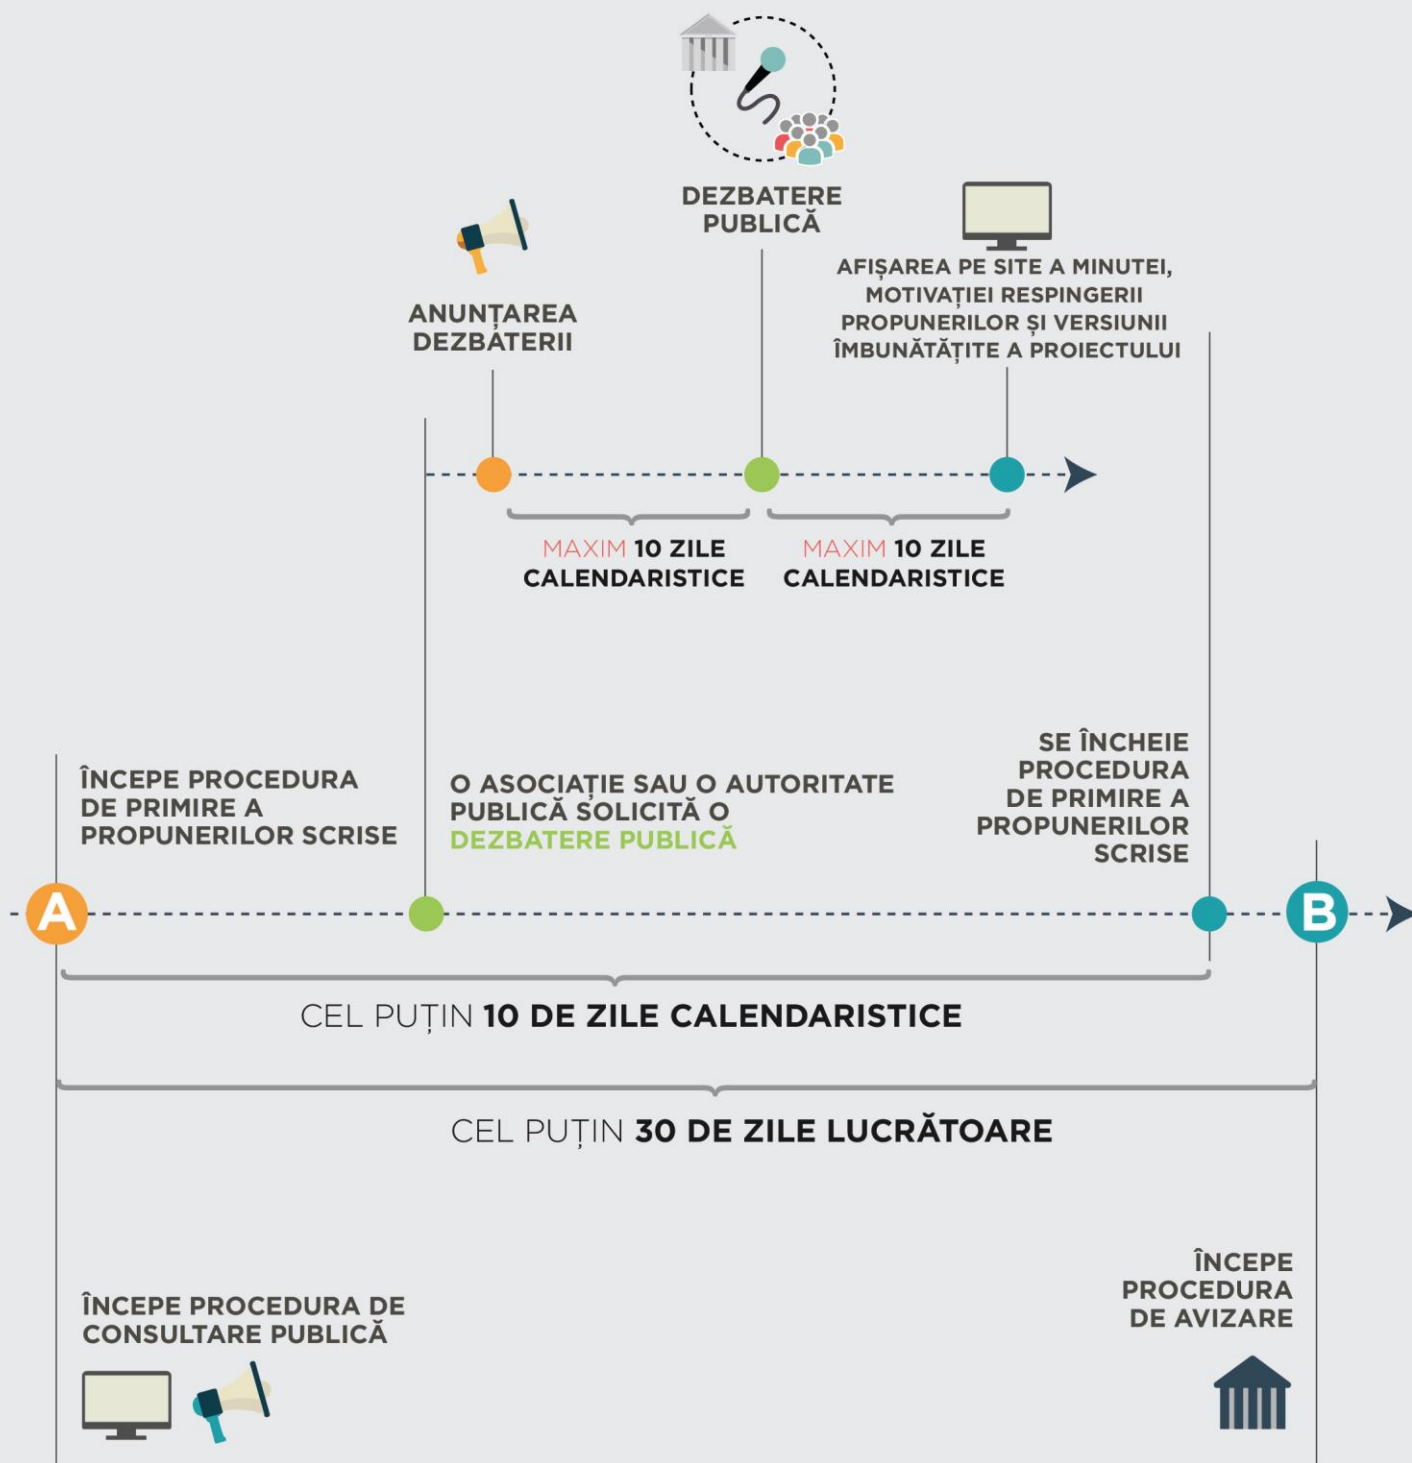 DEZBATERE
PUBLICĂ
ANUNȚAREA
DEZBATERII
AFIȘAREA PE SITE A MINUTEI,
MOTIVAȚIEI RESPINGERII
PROPUNERILOR ȘI VERSIUNII
ÎMBUNĂTĂȚITE A PROIECTULUI
MAXIM 10 ZILE
CALENDARISTICE
MAXIM 10 ZILE
CALENDARISTICE
ÎNCEPE PROCEDURA
DE PRIMIRE A
PROPUNERILOR SCRISE
O ASOCIAȚIE SAU O AUTORITATE
PUBLICĂ SOLICITĂ O
DEZBATERE PUBLICĂ
SE ÎNCHEIE
PROCEDURA
DE PRIMIRE A
PROPUNERILOR
SCRISE
A
B
CEL PUȚIN 10 DE ZILE CALENDARISTICE
CEL PUȚIN 30 DE ZILE LUCRĂTOARE
ÎNCEPE PROCEDURA DE
CONSULTARE PUBLICĂ
ÎNCEPE
PROCEDURA
DE AVIZARE